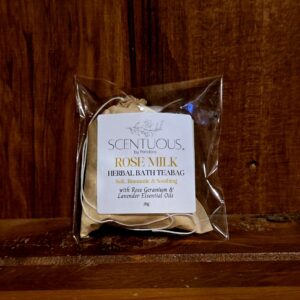 SCENTUOUS
ROSE MILK
HERBAL BATH TEABAG
Soft, Romantic & Soothing
with Rose Geranium &
Lavender Essential Oils